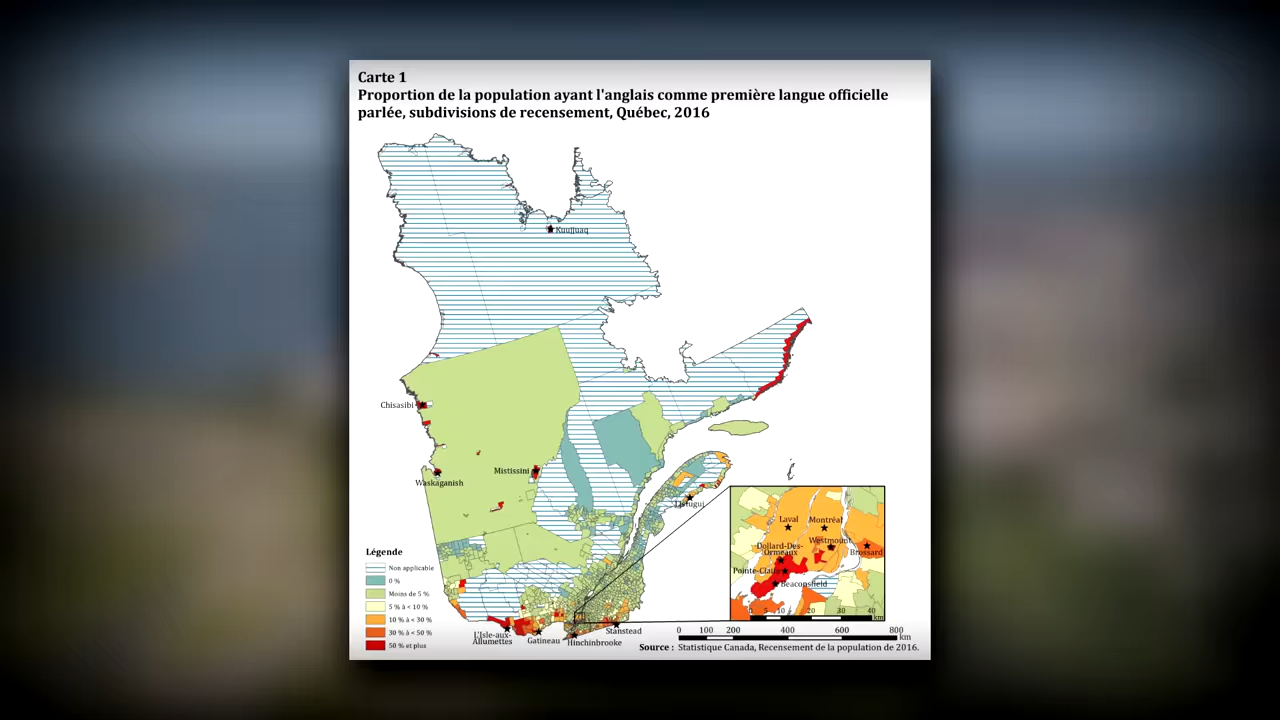 Carte 1
Proportion de la population ayant l'anglais comme première langue officielle
parlée, subdivisions de recensement, Québec, 2016
Kuujjuaq
Chisasibi
Mistissini
Waskaganish
Listuguj
Laval
Montréal
Dollard-Des-
Ormeaux
Westmount
Brossard
Pointe-Claire
Beaconsfield
0 5 10 20 30 40
km
Légende
Non applicable
0 %
Moins de 5 %
5 % à < 10 %
10 % à < 30 %
30 % à < 50 %
50 % et plus
L'Isle-aux-
Allumettes
Gatineau
Hinchinbrooke
Stanstead
0 100 200 400 600 800
km
Source : Statistique Canada, Recensement de la population de 2016.